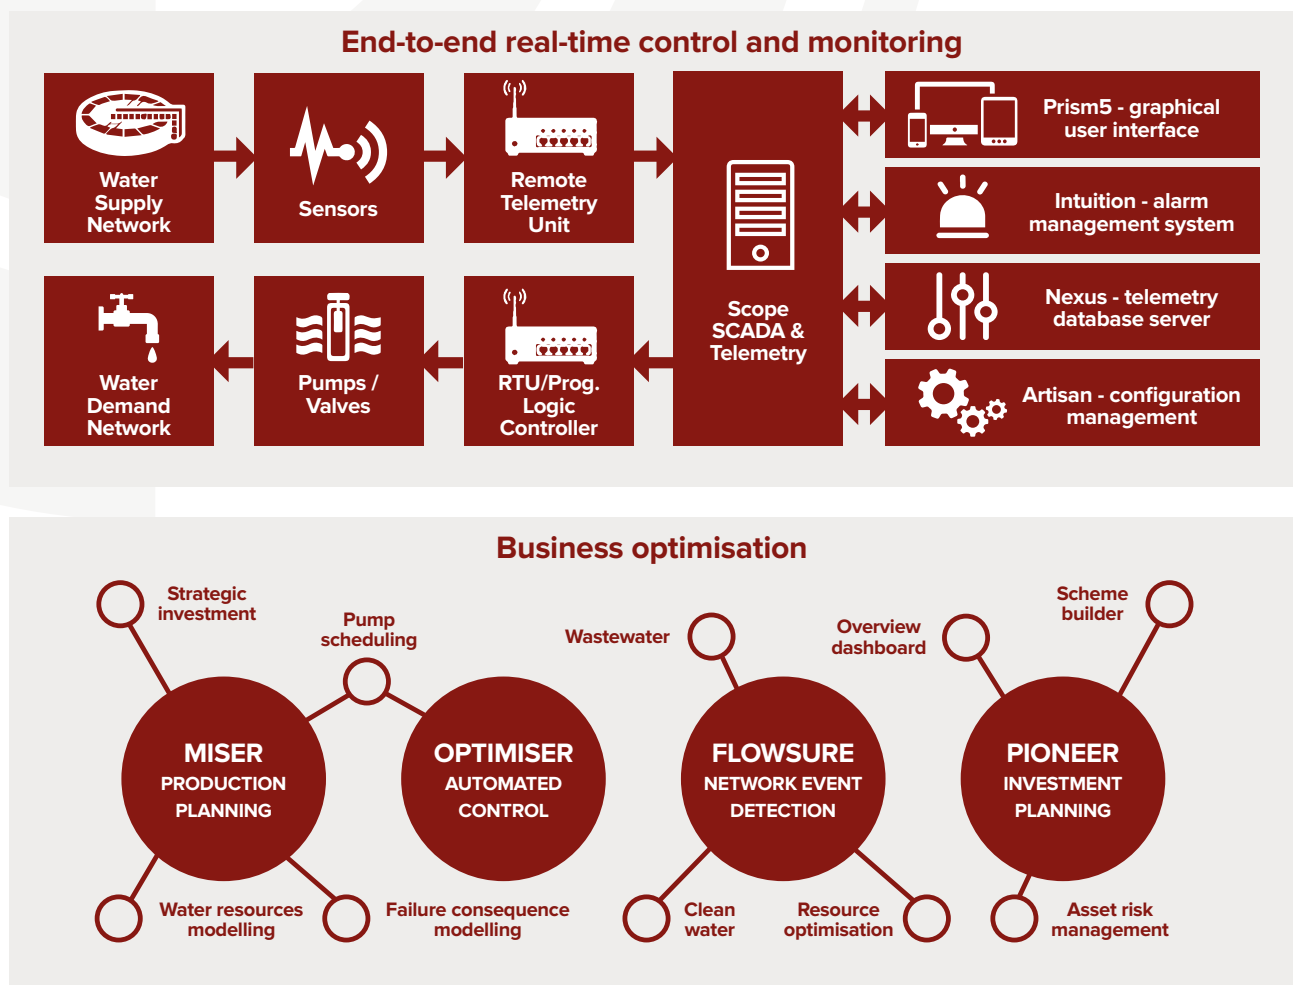 End-to-end real-time control and monitoring
Water
Supply
Network
Sensors
Remote
Telemetry
Unit
Scope
SCADA &
Telemetry
Prism5 - graphical
user interface
Intuition - alarm
management system
Nexus - telemetry
database server
Artisan - configuration
management
Water
Demand
Network
Pumps /
Valves
RTU/Prog.
Logic
Controller
Business optimisation
Strategic
investment
Pump
scheduling
Wastewater
Overview
dashboard
Scheme
builder
MISER
PRODUCTION
PLANNING
OPTIMISER
AUTOMATED
CONTROL
FLOWSURE
NETWORK EVENT
DETECTION
PIONEER
INVESTMENT
PLANNING
Water resources
modelling
Failure consequence
modelling
Clean
water
Resource
optimisation
Asset risk
management